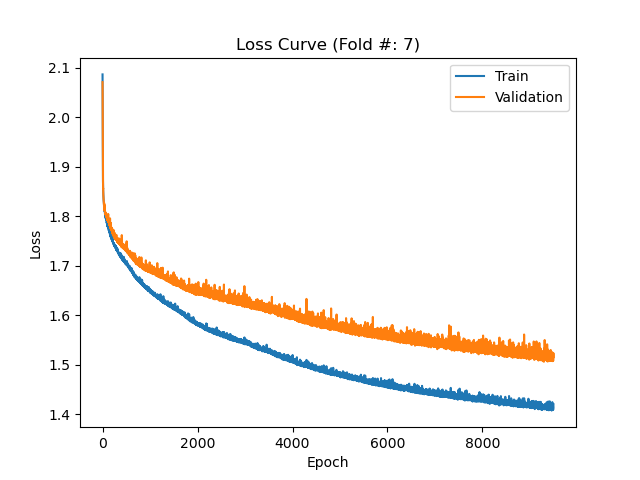 Loss Curve (Fold #: 7)
Train
Validation
2.1
2.0
1.9
1.8
1.7
1.6
1.5
1.4
Loss
0
2000
4000
6000
8000
Epoch